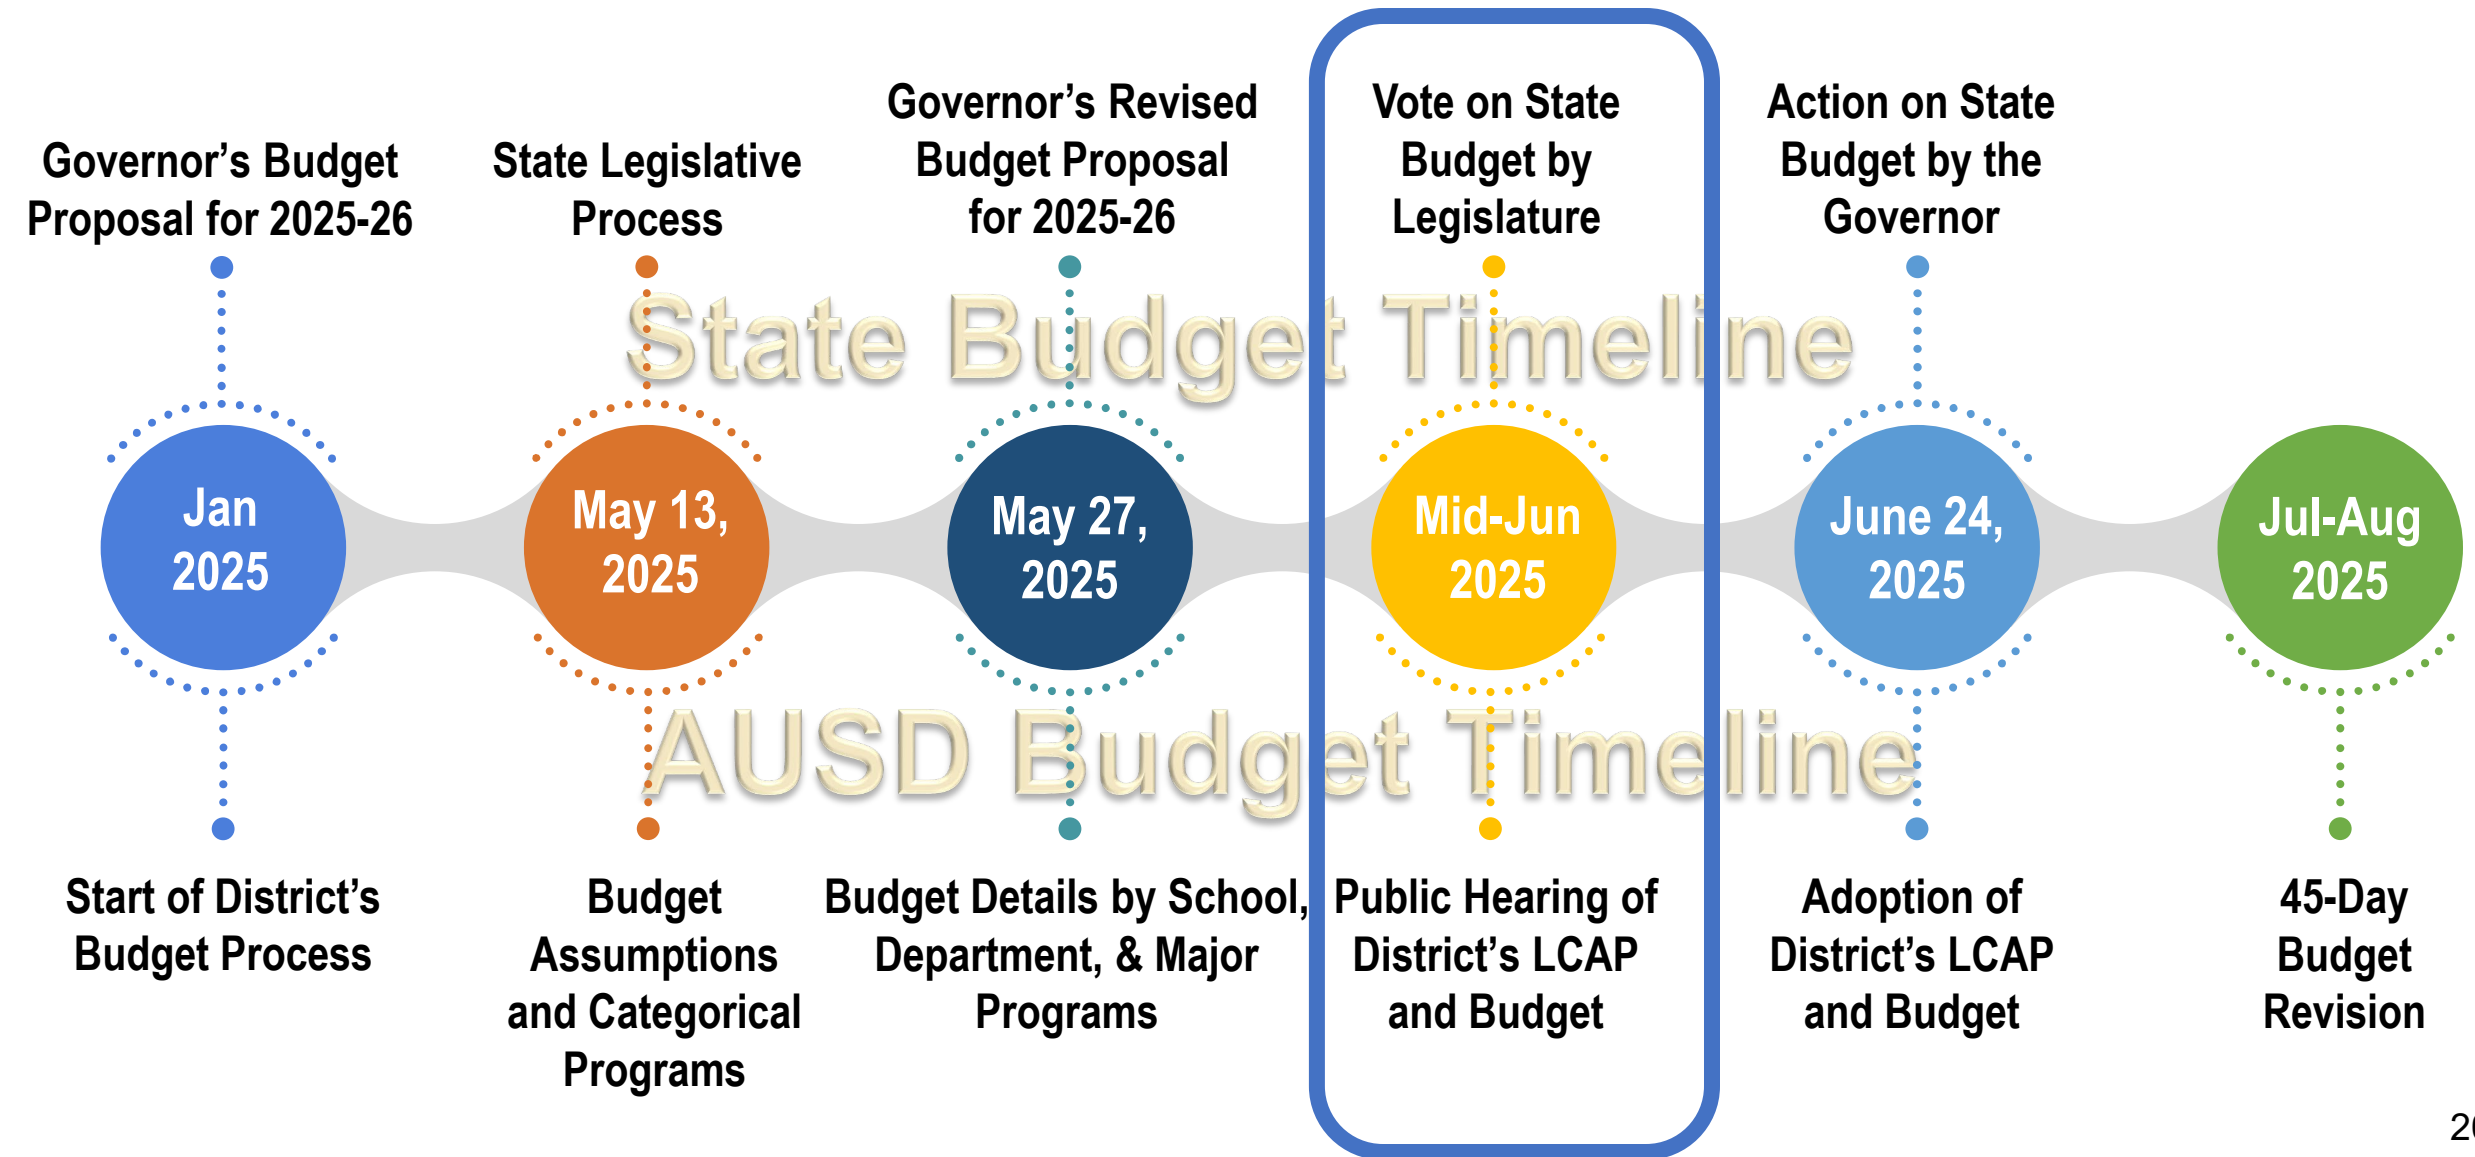 Governor’s Budget
Proposal for 2025-26
State Legislative
Process
Governor’s Revised
Budget Proposal
for 2025-26
Vote on State
Budget by
Legislature
Action on State
Budget by the
Governor
State Budget Timeline
Jan
2025
May 13,
2025
May 27,
2025
Mid-Jun
2025
June 24,
2025
Jul-Aug
2025
AUSD Budget Timeline
Start of District’s
Budget Process
Budget
Assumptions
and Categorical
Programs
Budget Details by School,
Department, & Major
Programs
Public Hearing of
District’s LCAP
and Budget
Adoption of
District’s LCAP
and Budget
45-Day
Budget
Revision